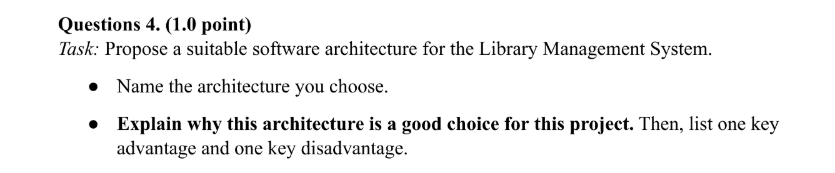 Questions 4. (1.0 point)
Task: Propose a suitable software architecture for the Library Management System.
● Name the architecture you choose.
● Explain why this architecture is a good choice for this project. Then, list one key
advantage and one key disadvantage.